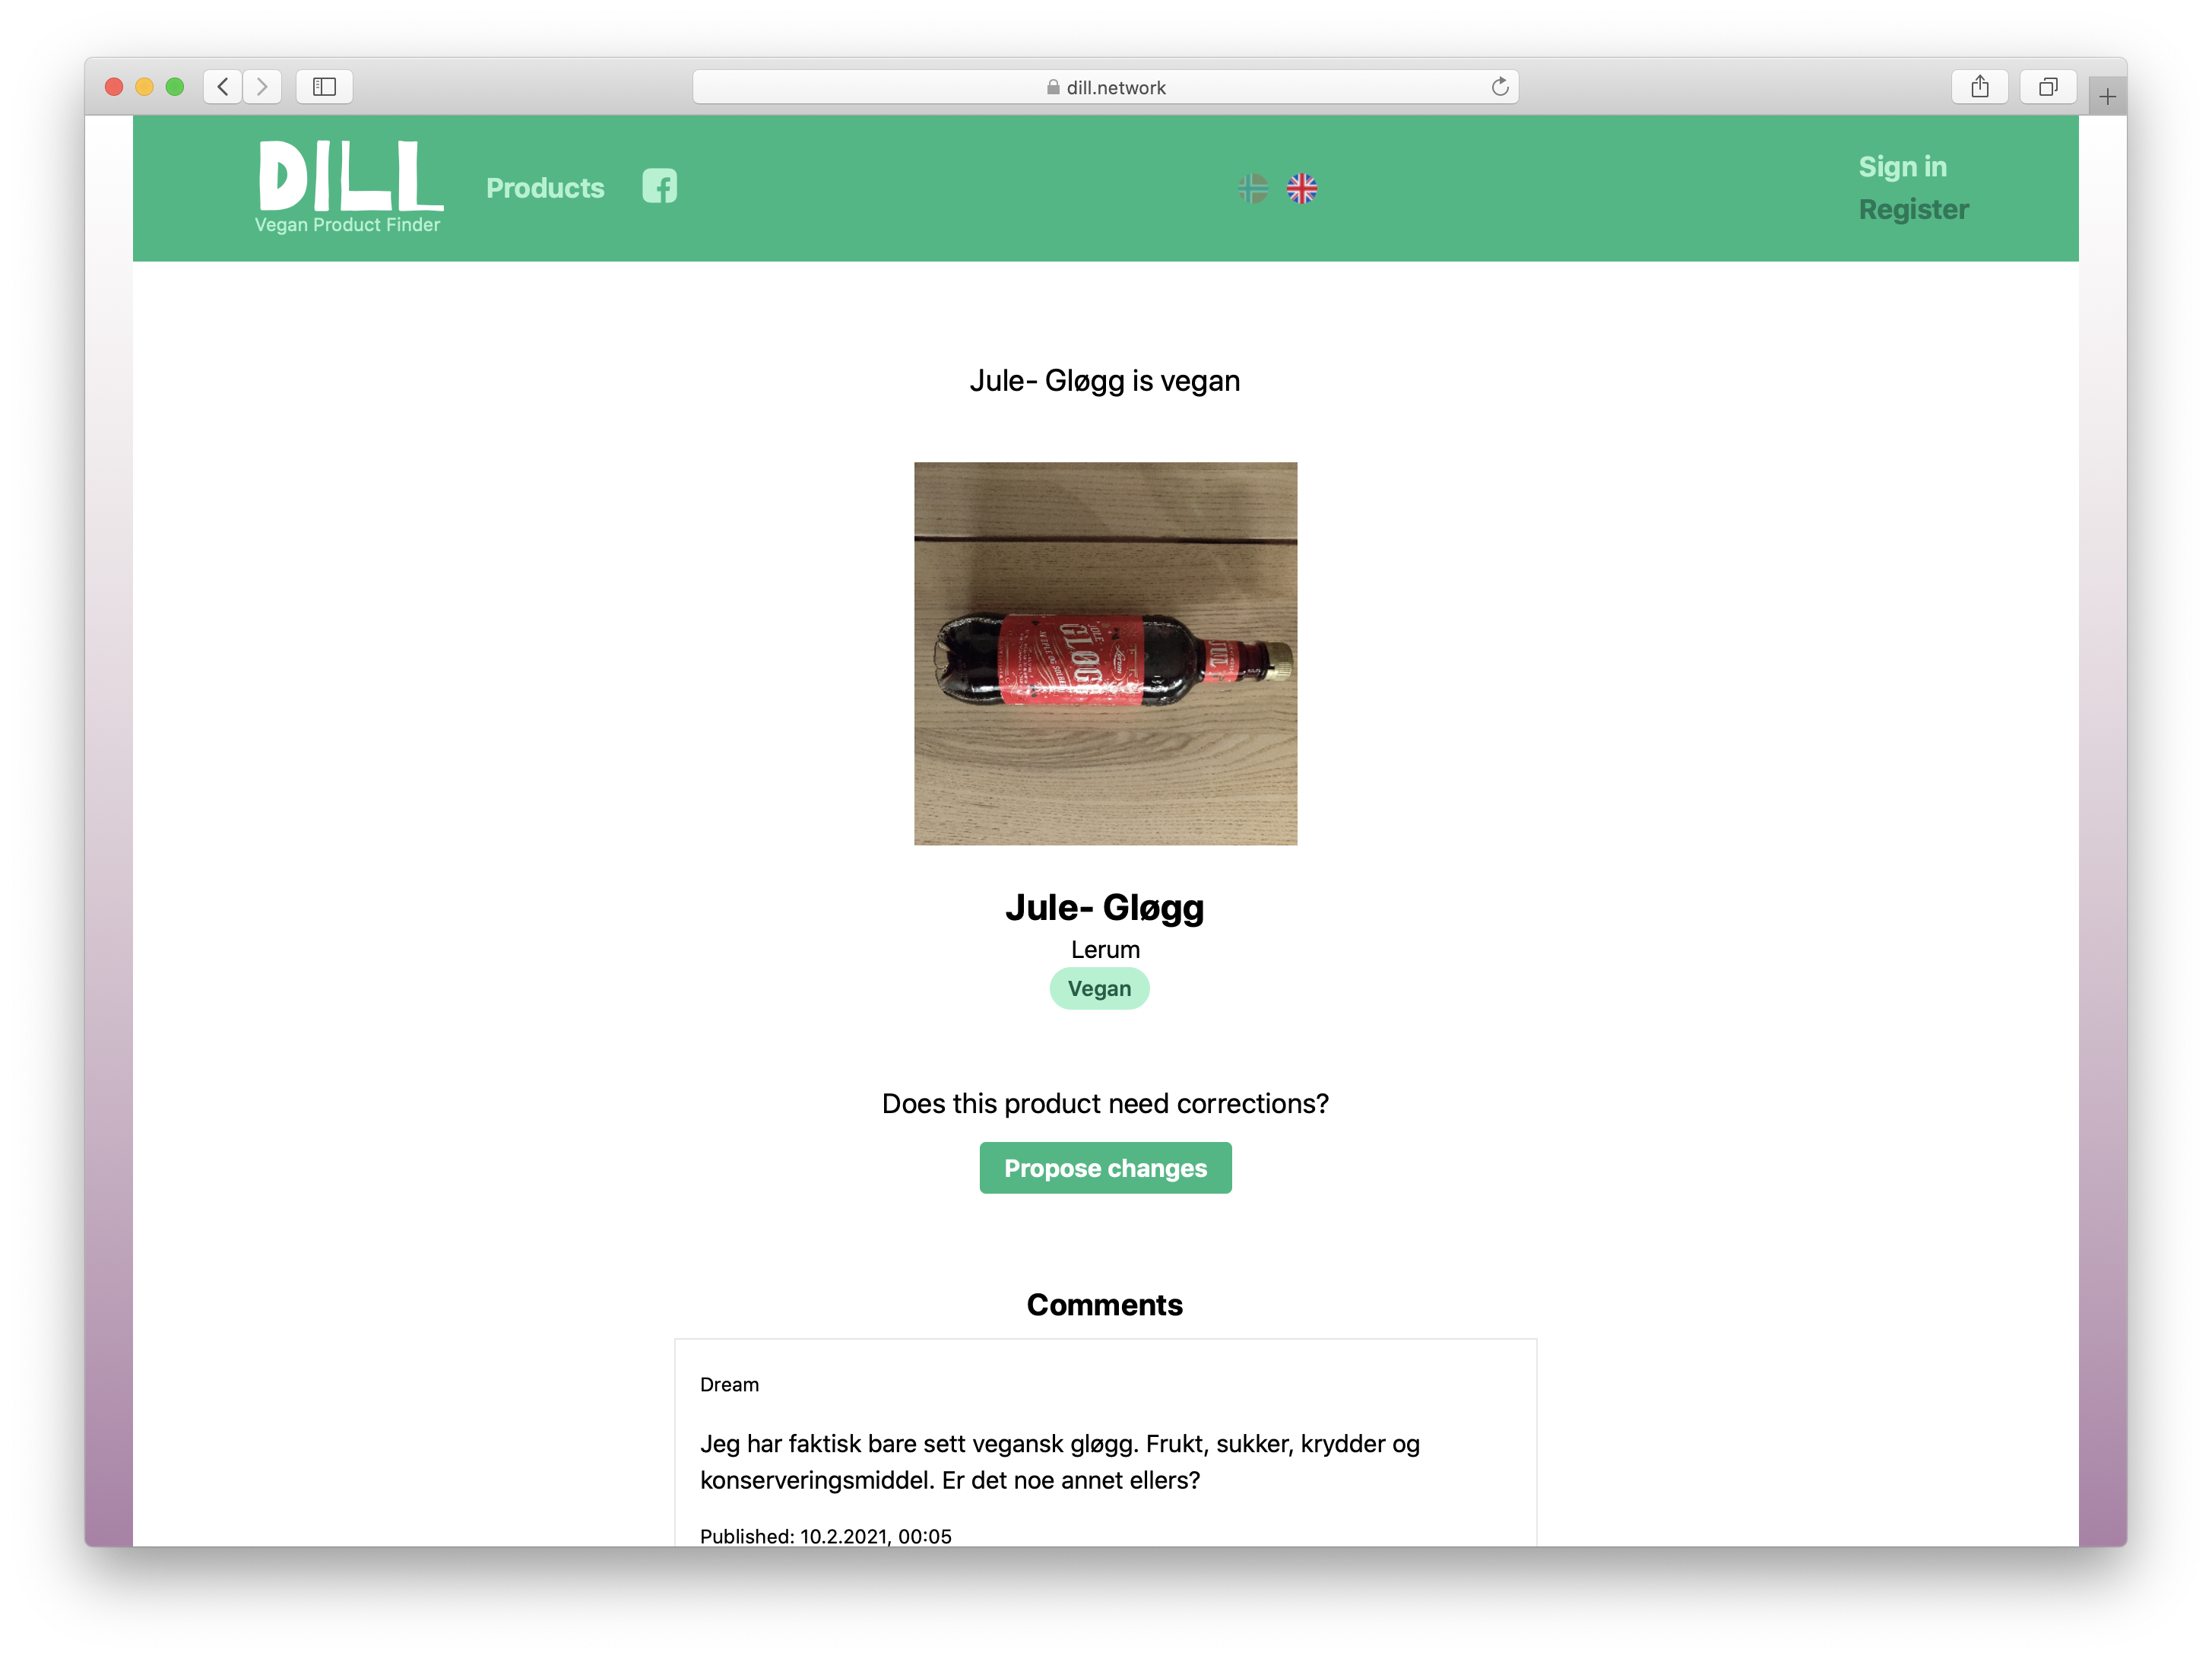 dill.network
DILL
Vegan Product Finder
Products
Sign in
Register
Jule- Gløgg is vegan
JULE
GLØGG
Jule- Gløgg
Lerum
Vegan
Does this product need corrections?
Propose changes
Comments
Dream
Jeg har faktisk bare sett vegansk gløgg. Frukt, sukker, krydder og
konserveringsmiddel. Er det noe annet ellers?
Published: 10.2.2021, 00:05